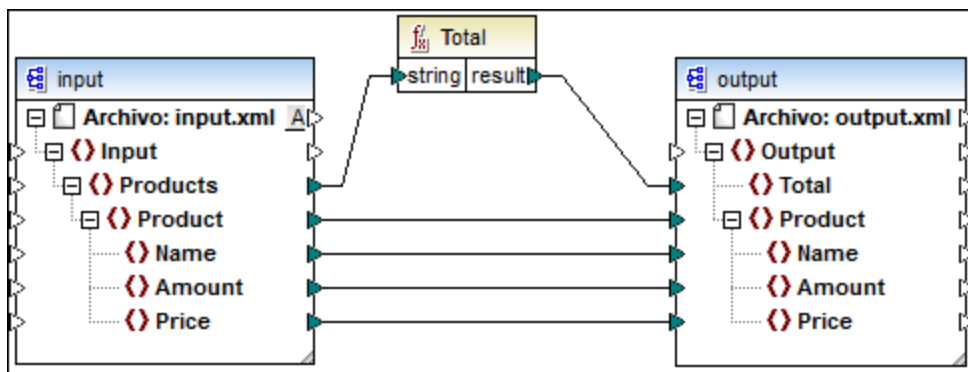 Total
string result
input
Archivo: input.xml A
Input
Products
Product
Name
Amount
Price
output
Archivo: output.xml
Output
Total
Product
Name
Amount
Price